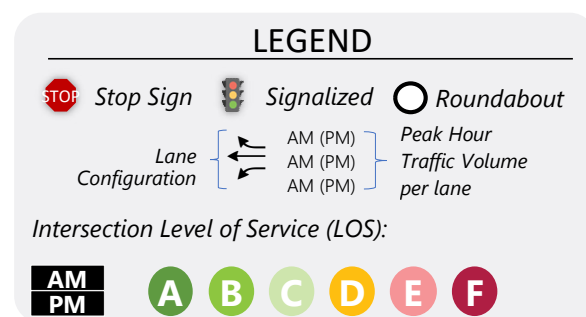 LEGEND
STOP Stop Sign Signalized Roundabout
Lane Configuration
AM (PM)
AM (PM)
AM (PM)
Peak Hour
Traffic Volume
per lane
Intersection Level of Service (LOS):
AM
PM
A B C D E F